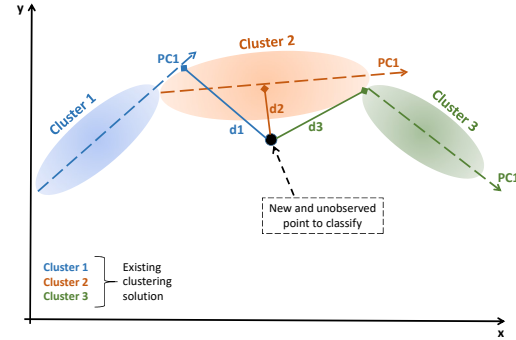 y
Cluster 2
PC1
PC1
Cluster 1
d2
d1
d3
Cluster 3
PC1
New and unobserved
point to classify
Cluster 1
Cluster 2
Cluster 3
Existing
clustering
solution
x